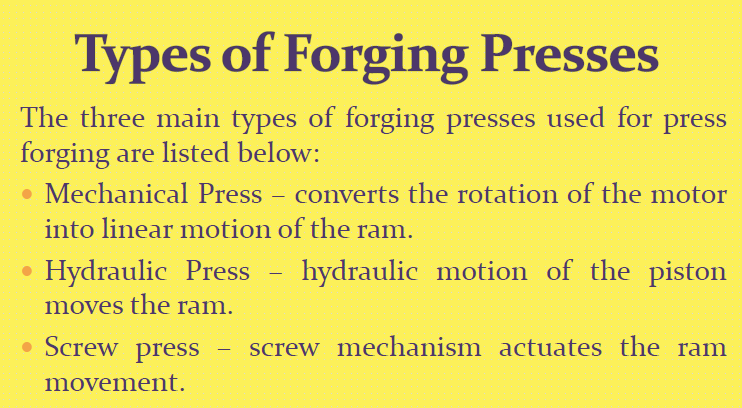 Types of Forging Presses
The three main types of forging presses used for press
forging are listed below:
• Mechanical Press – converts the rotation of the motor
into linear motion of the ram.
• Hydraulic Press – hydraulic motion of the piston
moves the ram.
• Screw press – screw mechanism actuates the ram
movement.